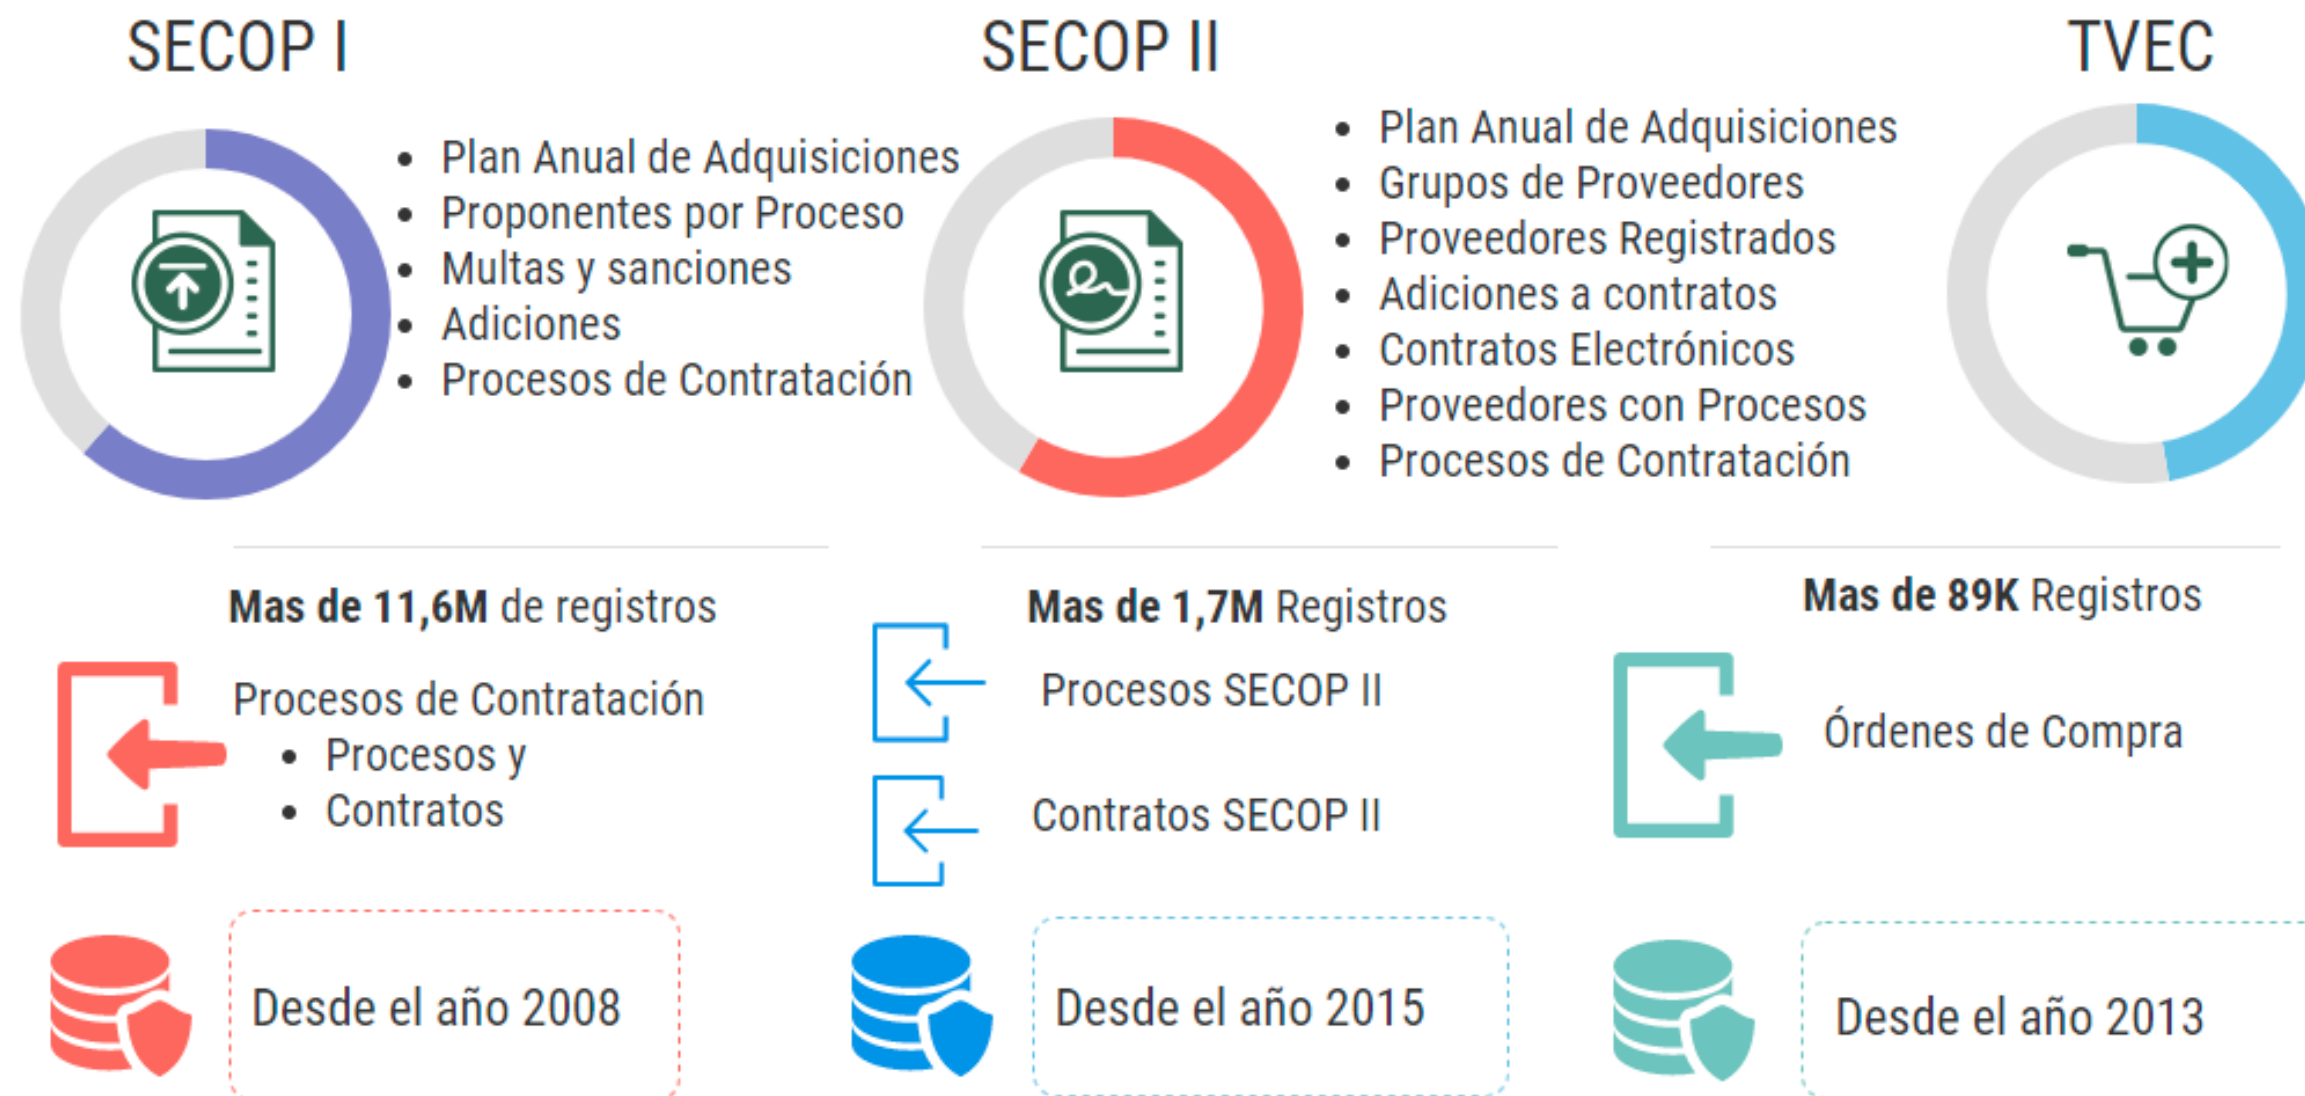 SECOP I
• Plan Anual de Adquisiciones
• Proponentes por Proceso
• Multas y sanciones
• Adiciones
• Procesos de Contratación
Mas de 11,6M de registros
Procesos de Contratación
• Procesos y
• Contratos
Desde el año 2008
SECOP II
• Plan Anual de Adquisiciones
• Grupos de Proveedores
• Proveedores Registrados
• Adiciones a contratos
• Contratos Electrónicos
• Proveedores con Procesos
• Procesos de Contratación
Mas de 1,7M Registros
Procesos SECOP II
Contratos SECOP II
Desde el año 2015
TVEC
Mas de 89K Registros
Órdenes de Compra
Desde el año 2013